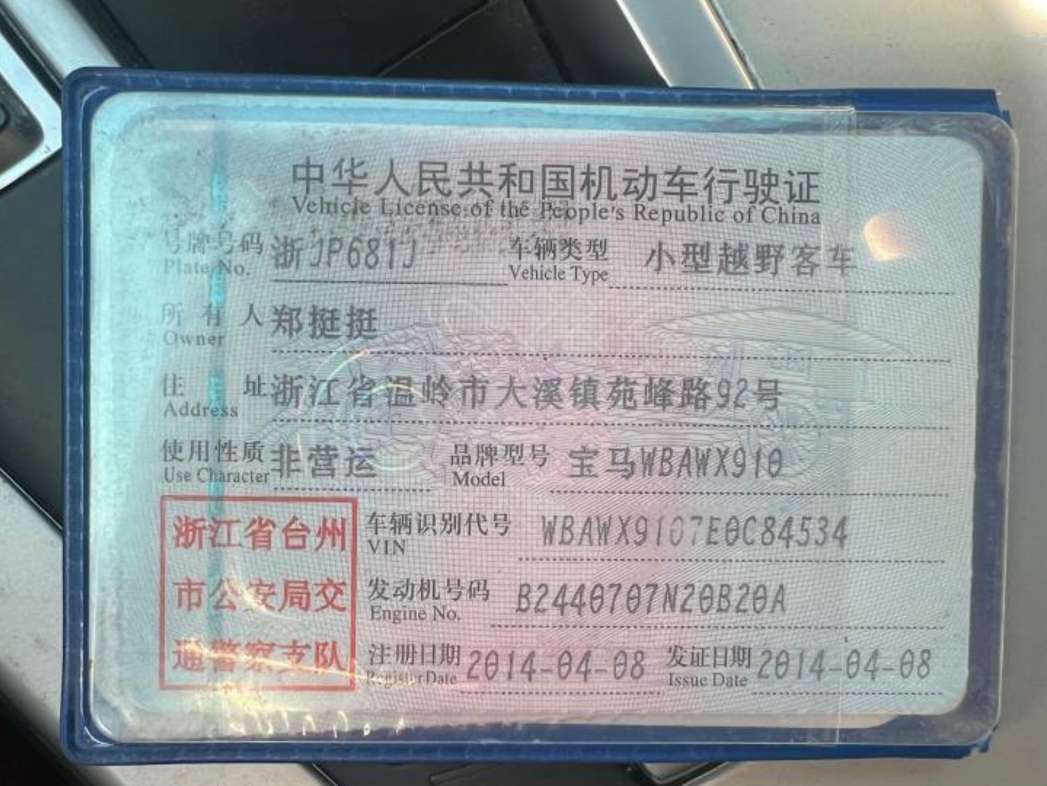 中华人民共和国机动车行驶证
Vehicle License of the People's Republic of China
号牌号码 浙JP681J 车辆类型 小型越野客车
Plate No. Vehicle Type
所有人 郑挺挺
Owner
住址 浙江省温岭市大溪镇苑峰路92号
Address
使用性质 非营运 品牌型号 宝马WBAWX910
Use Character Model
浙江省台州 车辆识别代号 WBAWX9107E0C84534
VIN
市公安局交 发动机号码 B2440707N20B20A
Engine No.
通警察支队 注册日期 2014-04-08 发证日期 2014-04-08
Register Date Issue Date